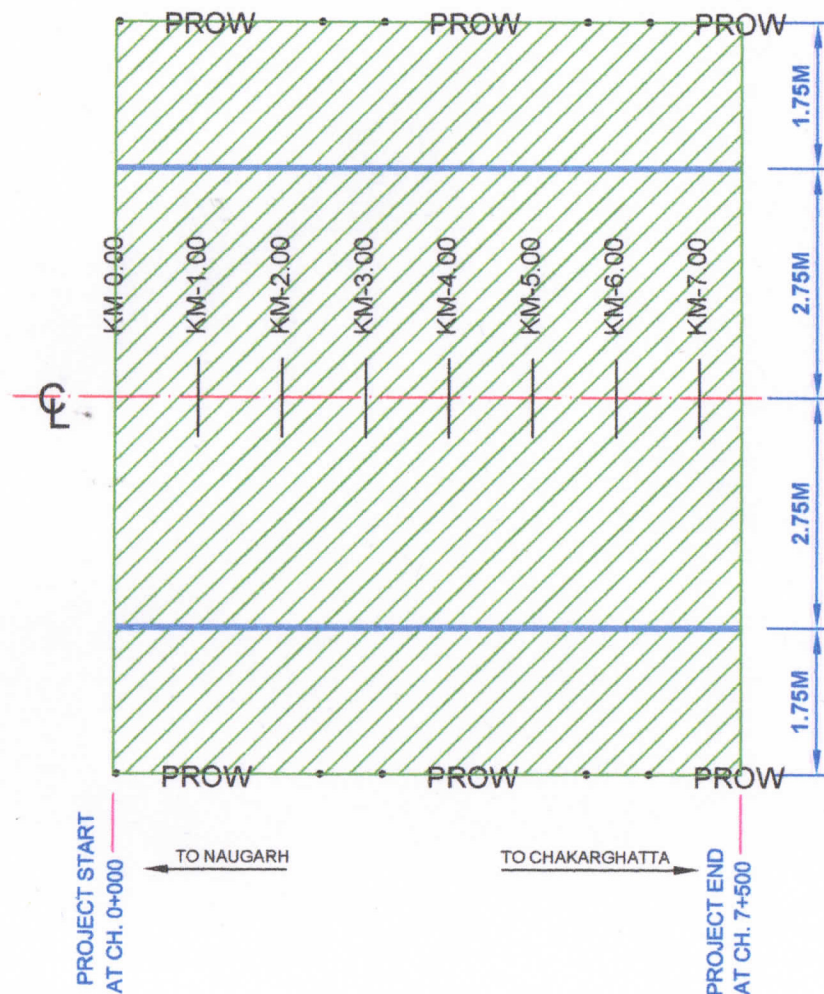 PROW PROW PROW
1.75M
KM 0.00
KM-1.00
KM-2.00
KM-3.00
KM-4.00
KM-5.00
KM-6.00
KM-7.00
2.75M
CL
2.75M
1.75M
PROW PROW PROW
TO NAUGARH
TO CHAKARGHATTA
PROJECT START
AT CH. 0+000
PROJECT END
AT CH. 7+500